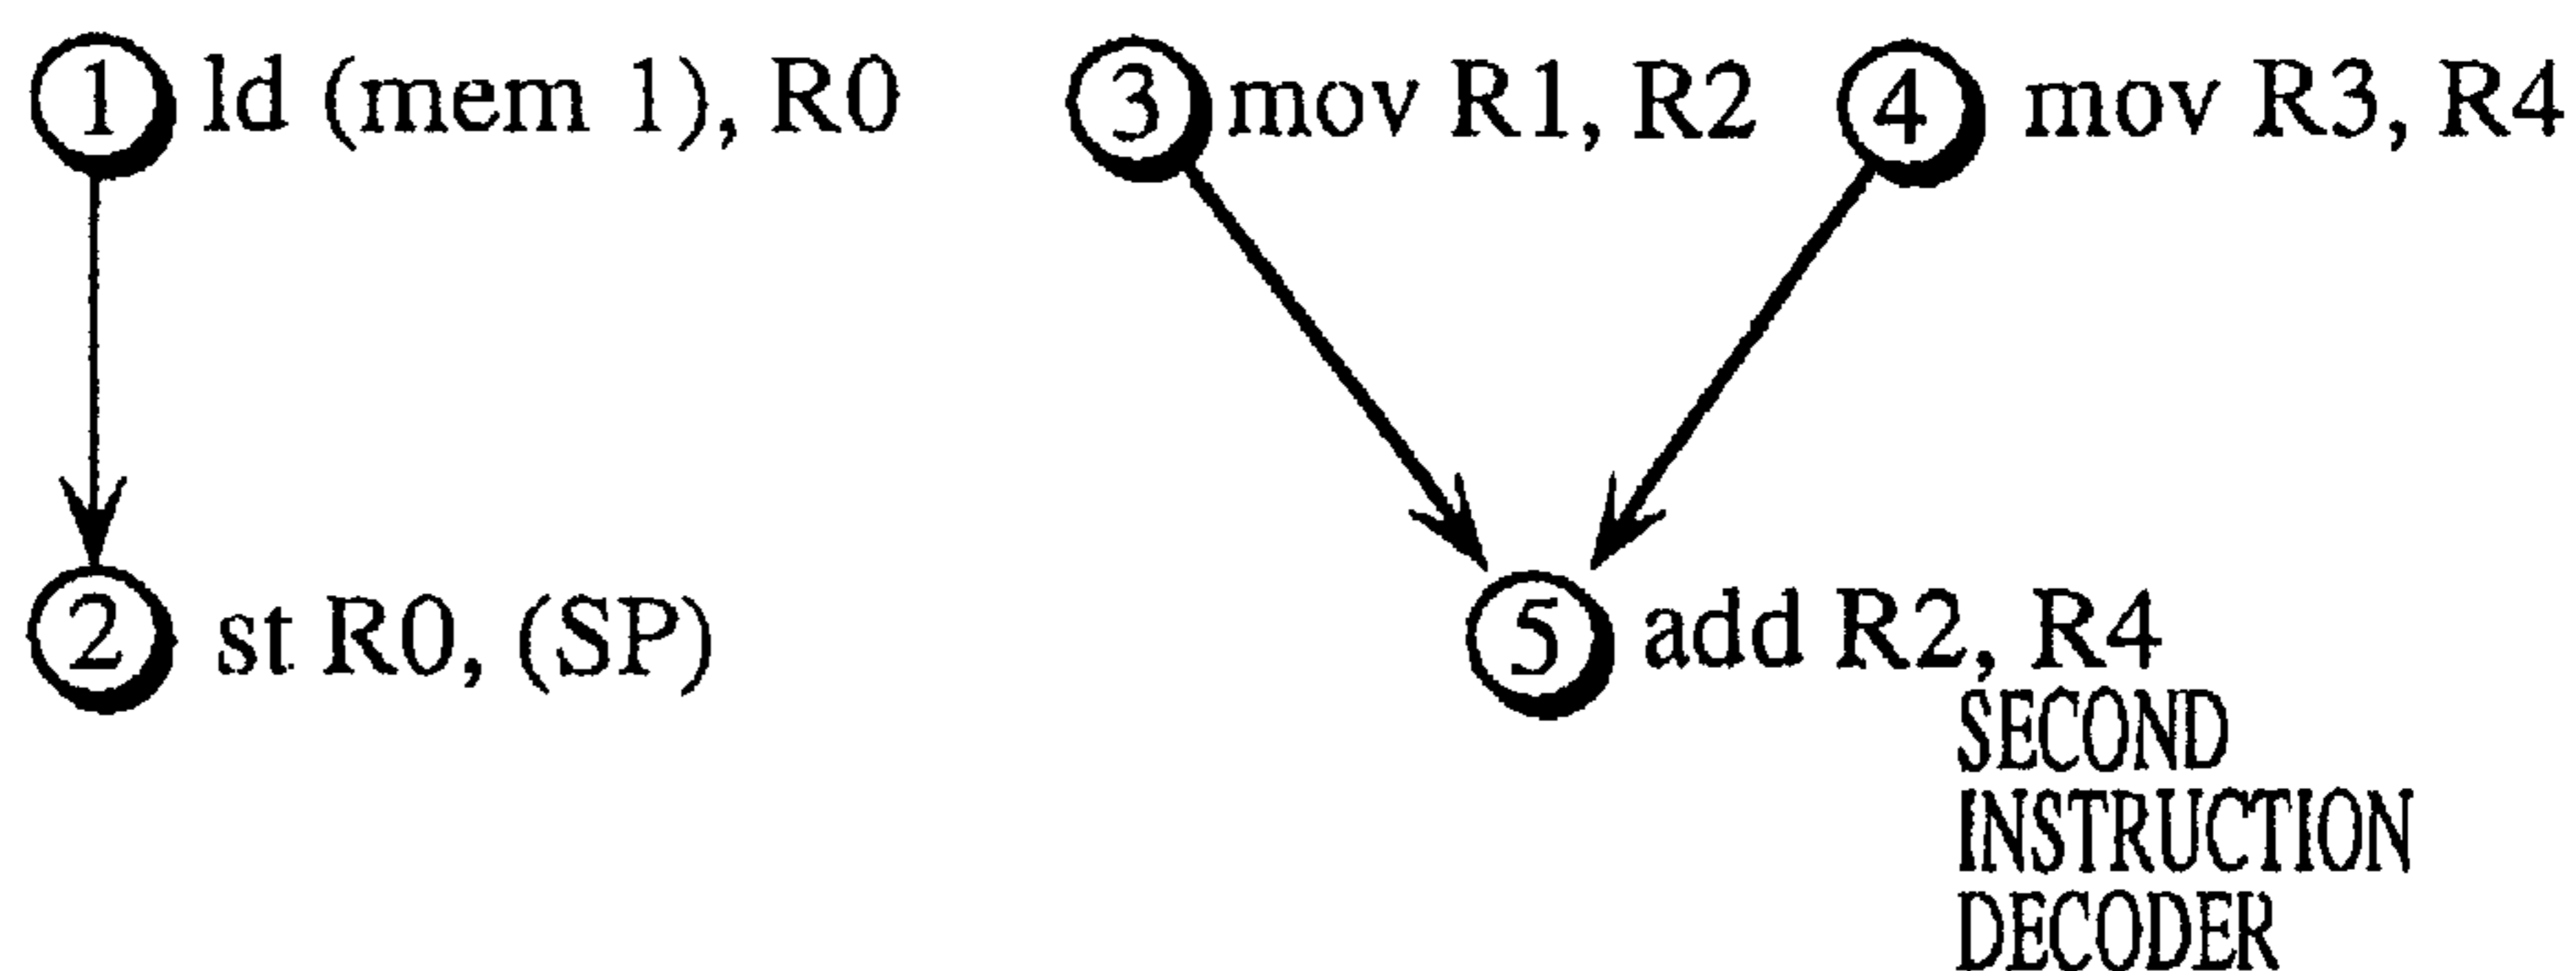 ① ld (mem 1), R0 ③ mov R1, R2 ④ mov R3, R4
② st R0, (SP) ⑤ add R2, R4
SECOND
INSTRUCTION
DECODER